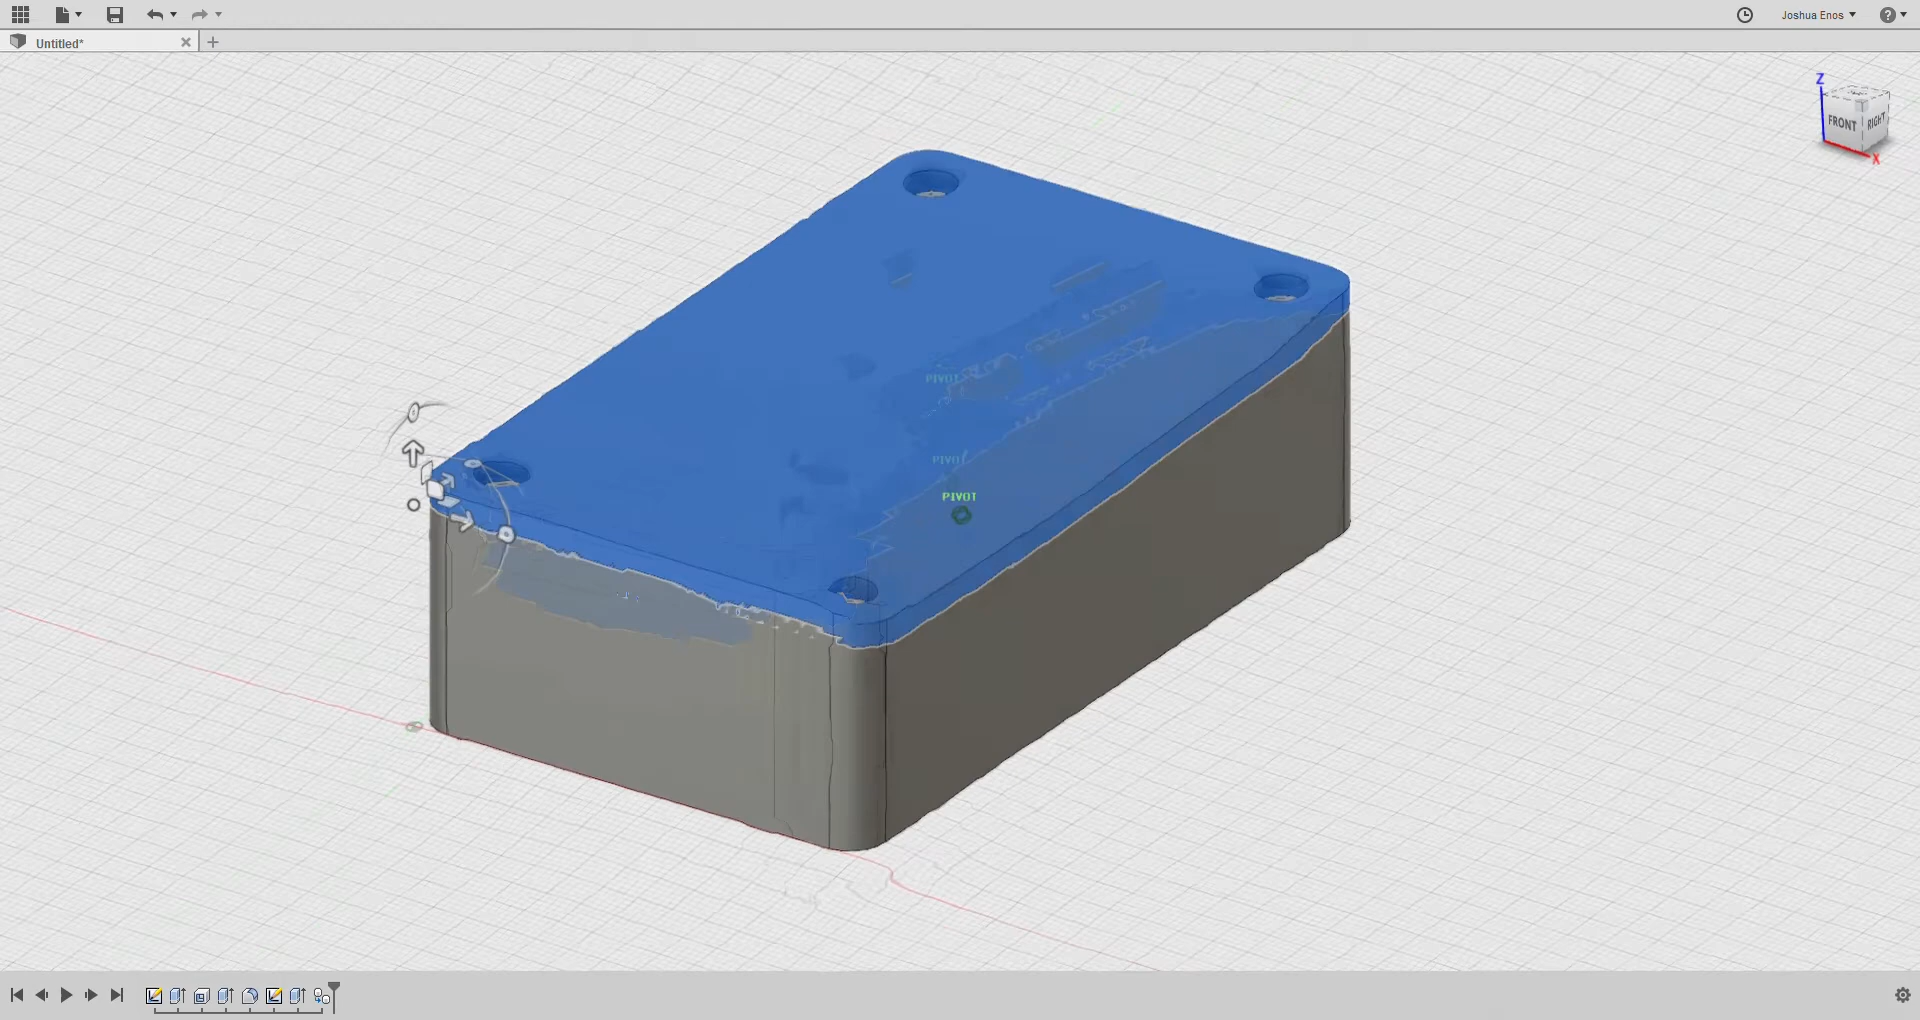 Joshua Enos
?
Untitled*
Z
FRONT
RIGHT
X
PIVOT
PIVOT
PIVOT